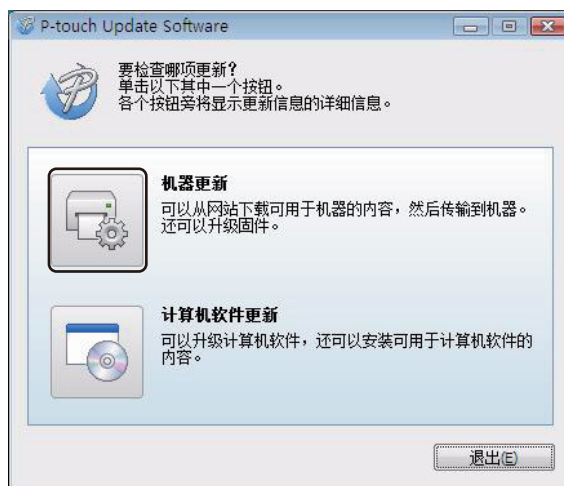 P-touch Update Software
要检查哪项更新?
单击以下其中一个按钮。
各个按钮旁将显示更新信息的详细信息。
机器更新
可以从网站下载可用于机器的内容，然后传输到机器。
还可以升级固件。
计算机软件更新
可以升级计算机软件，还可以安装可用于计算机软件的
内容。
退出(E)